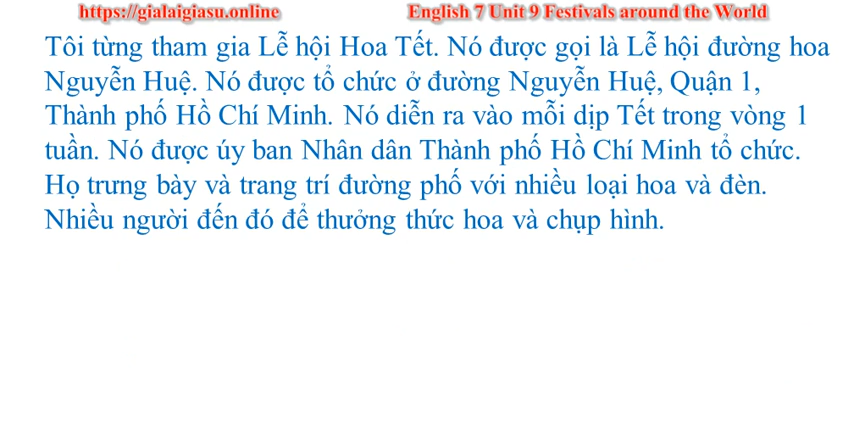 https://gialaigiasu.online English 7 Unit 9 Festivals around the World
Tôi từng tham gia Lễ hội Hoa Tết. Nó được gọi là Lễ hội đường hoa
Nguyễn Huệ. Nó được tổ chức ở đường Nguyễn Huệ, Quận 1,
Thành phố Hồ Chí Minh. Nó diễn ra vào mỗi dịp Tết trong vòng 1
tuần. Nó được úy ban Nhân dân Thành phố Hồ Chí Minh tổ chức.
Họ trưng bày và trang trí đường phố với nhiều loại hoa và đèn.
Nhiều người đến đó để thưởng thức hoa và chụp hình.